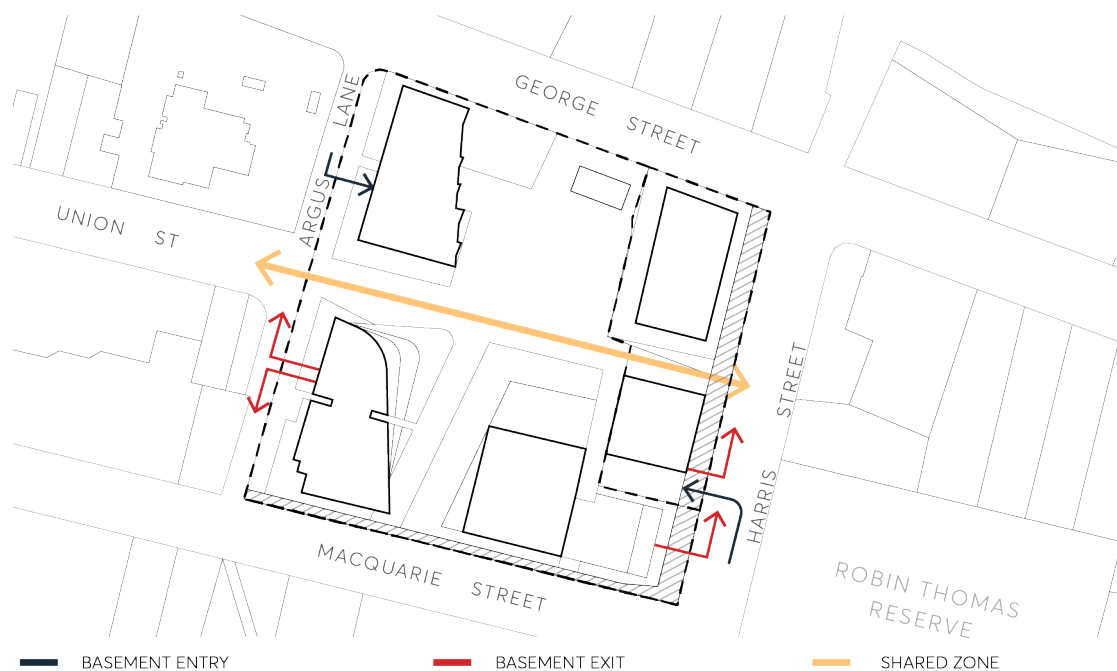 GEORGE STREET
ARGUS LANE
UNION ST
HARRIS STREET
MACQUARIE STREET
ROBIN THOMAS
RESERVE
BASEMENT ENTRY
BASEMENT EXIT
SHARED ZONE